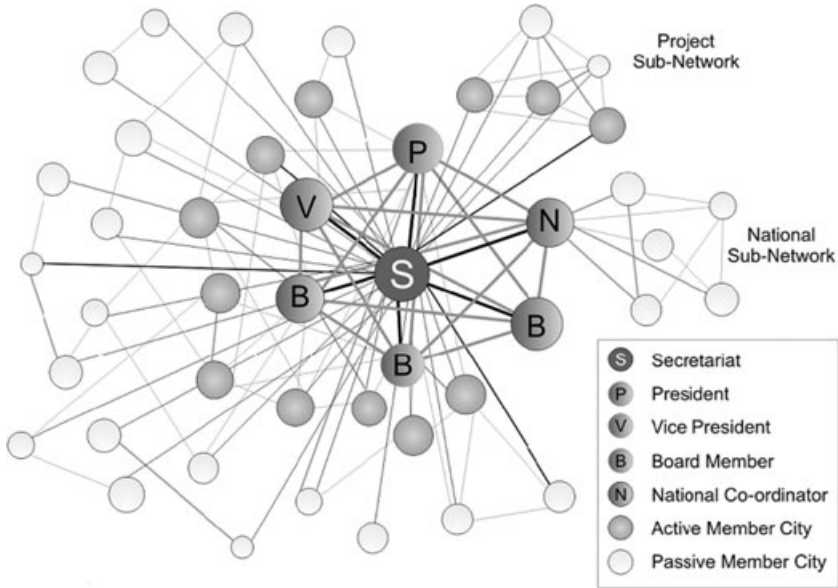 Project
Sub-Network
P
V
N
National
Sub-Network
S
B
B
B
S Secretariat
P President
V Vice President
B Board Member
N National Co-ordinator
Active Member City
Passive Member City